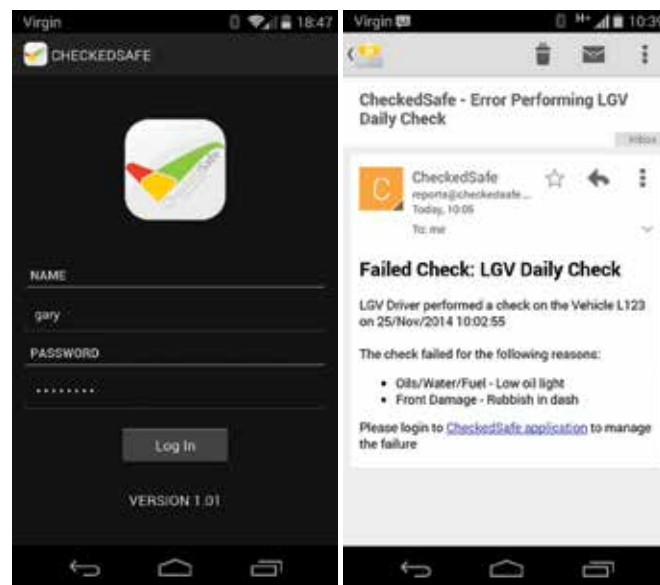 Virgin 18:47
CHECKEDSAFE
CheckedSafe
NAME
gary
PASSWORD
........
Log In
VERSION 1.01
Virgin H+ 10:39
CheckedSafe - Error Performing LGV
Daily Check
Inbox
C
CheckedSafe
reports@checkedsafe...
Today, 10:05
To: me
Failed Check: LGV Daily Check
LGV Driver performed a check on the Vehicle L123
on 25/Nov/2014 10:02:55
The check failed for the following reasons:
• Oils/Water/Fuel - Low oil light
• Front Damage - Rubbish in dash
Please login to CheckedSafe application to manage
the failure